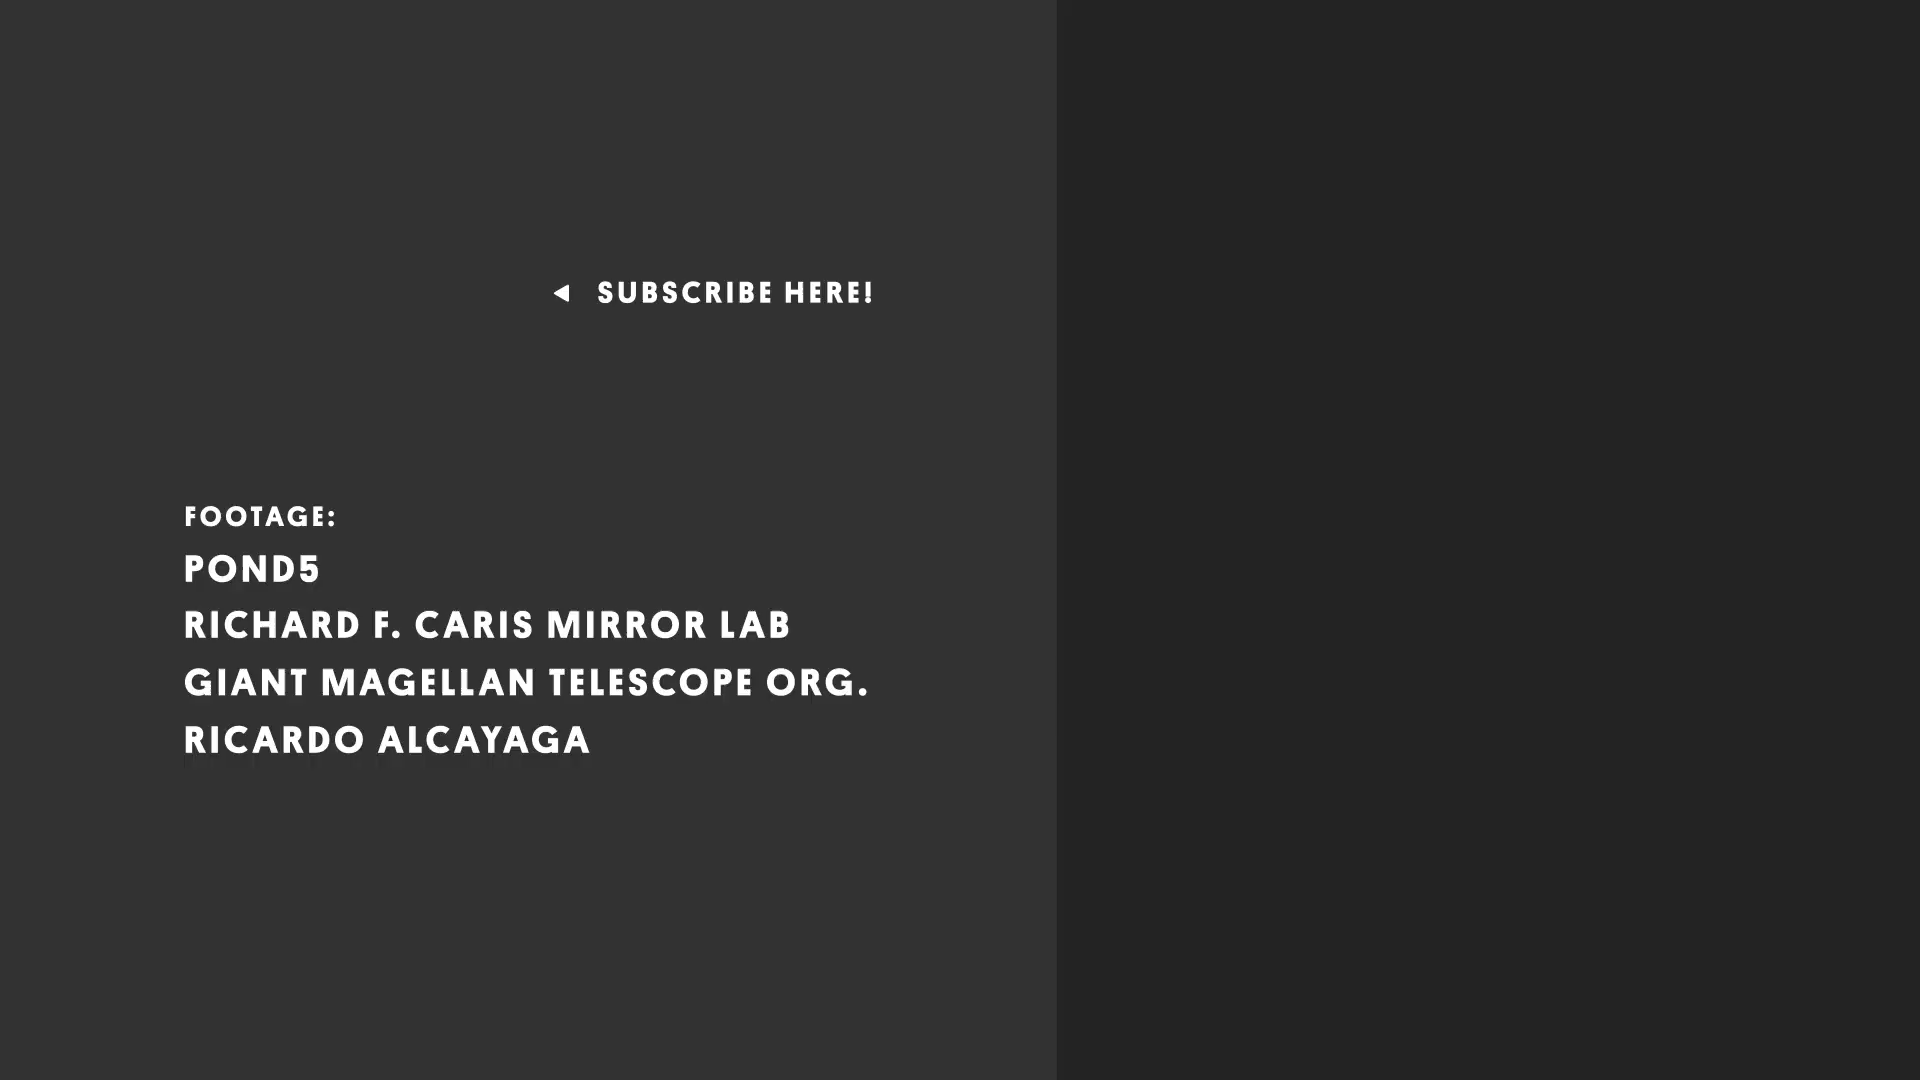 SUBSCRIBE HERE!
FOOTAGE:
POND5
RICHARD F. CARIS MIRROR LAB
GIANT MAGELLAN TELESCOPE ORG.
RICARDO ALCAYAGA